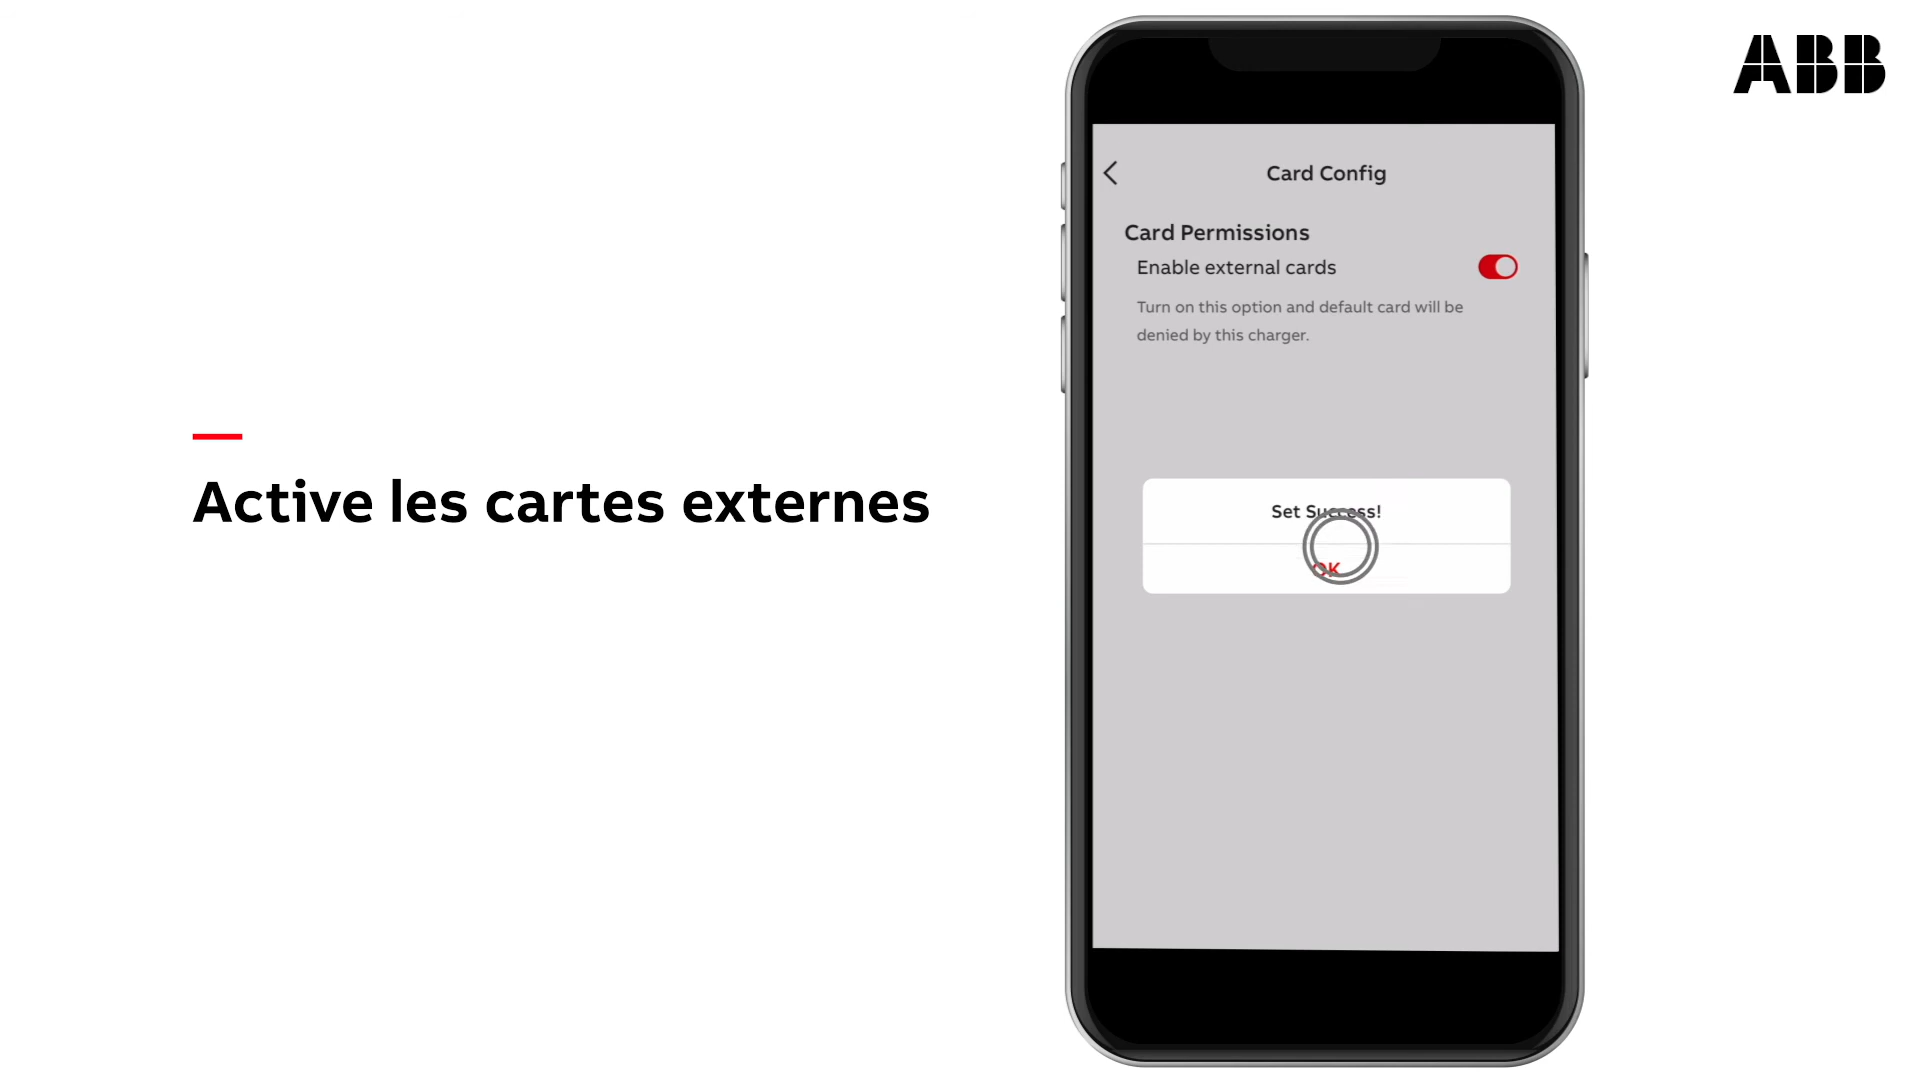 ABB
Active les cartes externes
Card Config
Card Permissions
Enable external cards
Turn on this option and default card will be
denied by this charger.
Set Success!
OK